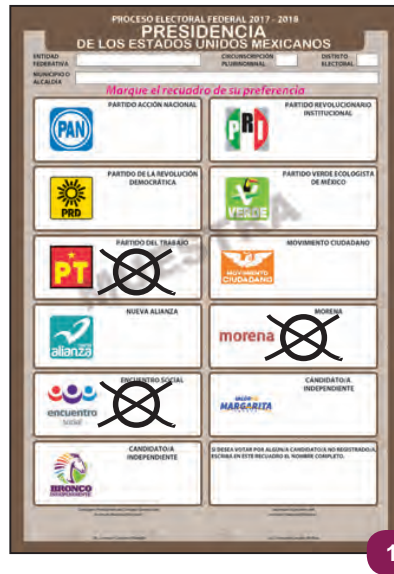 PROCESO ELECTORAL FEDERAL 2017 - 2018
PRESIDENCIA
DE LOS ESTADOS UNIDOS MEXICANOS
ENTIDAD FEDERATIVA
CIRCUNSCRIPCIÓN PLURINOMINAL
DISTRITO ELECTORAL
MUNICIPIO O ALCALDÍA
Marque el recuadro de su preferencia
PARTIDO ACCIÓN NACIONAL
PAN
PARTIDO REVOLUCIONARIO
INSTITUCIONAL
PRI
PARTIDO DE LA REVOLUCIÓN
DEMOCRÁTICA
PRD
PARTIDO VERDE ECOLOGISTA
DE MÉXICO
VERDE
PARTIDO DEL TRABAJO
PT
MOVIMIENTO CIUDADANO
MOVIMIENTO
CIUDADANO
NUEVA ALIANZA
alianza
MORENA
morena
ENCUENTRO SOCIAL
encuentro
social
CANDIDATO/A
INDEPENDIENTE
MARGARITA
CANDIDATO/A
INDEPENDIENTE
BRONCO
INDEPENDIENTE
SI DESEA VOTAR POR ALGÚN/A CANDIDATO/A NO REGISTRADO/A,
ESCRIBA EN ESTE RECUADRO EL NOMBRE COMPLETO.
MUESTRA
1